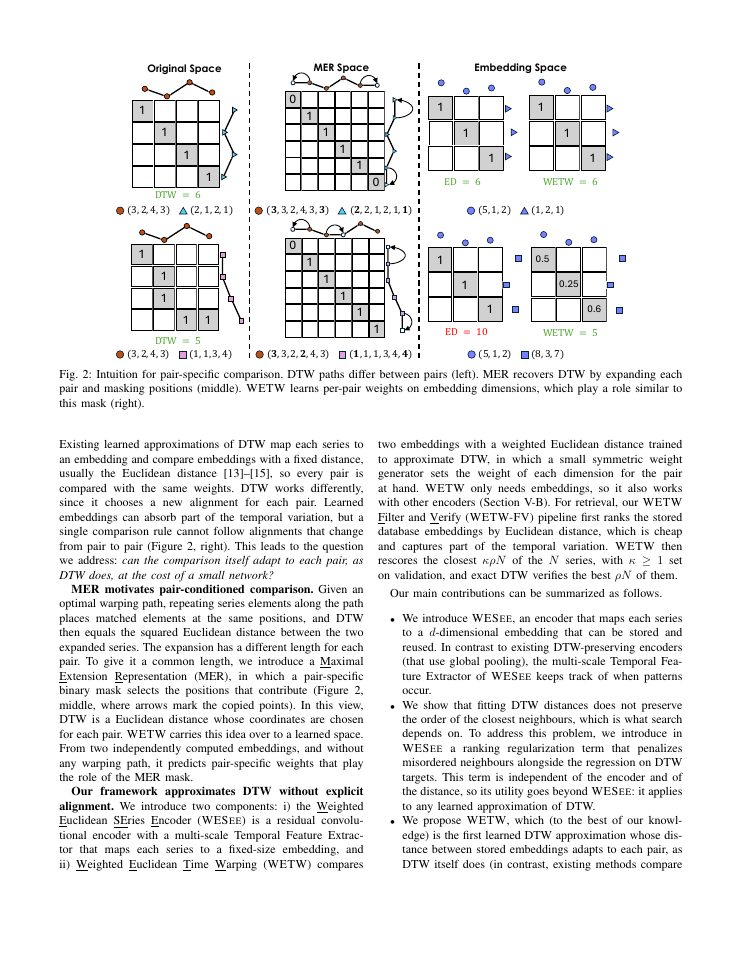 Original Space
MER Space
Embedding Space
1
1
1
1
DTW = 6
0
1
1
1
1
0
1
1
1
ED = 6
1
1
1
WETW = 6
(3, 2, 4, 3) (2, 1, 2, 1)
(3, 3, 2, 4, 3, 3) (2, 2, 1, 2, 1, 1)
(5, 1, 2) (1, 2, 1)
1
1
1
1 1
DTW = 5
0
1
1
1
1
1
1
1
1
ED = 10
0.5
0.25
0.6
WETW = 5
(3, 2, 4, 3) (1, 1, 3, 4)
(3, 3, 2, 2, 4, 3) (1, 1, 1, 3, 4, 4)
(5, 1, 2) (8, 3, 7)
Fig. 2: Intuition for pair-specific comparison. DTW paths differ between pairs (left). MER recovers DTW by expanding each
pair and masking positions (middle). WETW learns per-pair weights on embedding dimensions, which play a role similar to
this mask (right).
Existing learned approximations of DTW map each series to
an embedding and compare embeddings with a fixed distance,
usually the Euclidean distance [13]–[15], so every pair is
compared with the same weights. DTW works differently,
since it chooses a new alignment for each pair. Learned
embeddings can absorb part of the temporal variation, but a
single comparison rule cannot follow alignments that change
from pair to pair (Figure 2, right). This leads to the question
we address: can the comparison itself adapt to each pair, as
DTW does, at the cost of a small network?
MER motivates pair-conditioned comparison. Given an
optimal warping path, repeating series elements along the path
places matched elements at the same positions, and DTW
then equals the squared Euclidean distance between the two
expanded series. The expansion has a different length for each
pair. To give it a common length, we introduce a Maximal
Extension Representation (MER), in which a pair-specific
binary mask selects the positions that contribute (Figure 2,
middle, where arrows mark the copied points). In this view,
DTW is a Euclidean distance whose coordinates are chosen
for each pair. WETW carries this idea over to a learned space.
From two independently computed embeddings, and without
any warping path, it predicts pair-specific weights that play
the role of the MER mask.
Our framework approximates DTW without explicit
alignment. We introduce two components: i) the Weighted
Euclidean SEries Encoder (WESEE) is a residual convolu-
tional encoder with a multi-scale Temporal Feature Extrac-
tor that maps each series to a fixed-size embedding, and
ii) Weighted Euclidean Time Warping (WETW) compares
two embeddings with a weighted Euclidean distance trained
to approximate DTW, in which a small symmetric weight
generator sets the weight of each dimension for the pair
at hand. WETW only needs embeddings, so it also works
with other encoders (Section V-B). For retrieval, our WETW
Filter and Verify (WETW-FV) pipeline first ranks the stored
database embeddings by Euclidean distance, which is cheap
and captures part of the temporal variation. WETW then
rescores the closest κρN of the N series, with κ ≥ 1 set
on validation, and exact DTW verifies the best ρN of them.
Our main contributions can be summarized as follows.
• We introduce WESEE, an encoder that maps each series
to a d-dimensional embedding that can be stored and
reused. In contrast to existing DTW-preserving encoders
(that use global pooling), the multi-scale Temporal Fea-
ture Extractor of WESEE keeps track of when patterns
occur.
• We show that fitting DTW distances does not preserve
the order of the closest neighbours, which is what search
depends on. To address this problem, we introduce in
WESEE a ranking regularization term that penalizes
misordered neighbours alongside the regression on DTW
targets. This term is independent of the encoder and of
the distance, so its utility goes beyond WESEE: it applies
to any learned approximation of DTW.
• We propose WETW, which (to the best of our knowl-
edge) is the first learned DTW approximation whose dis-
tance between stored embeddings adapts to each pair, as
DTW itself does (in contrast, existing methods compare